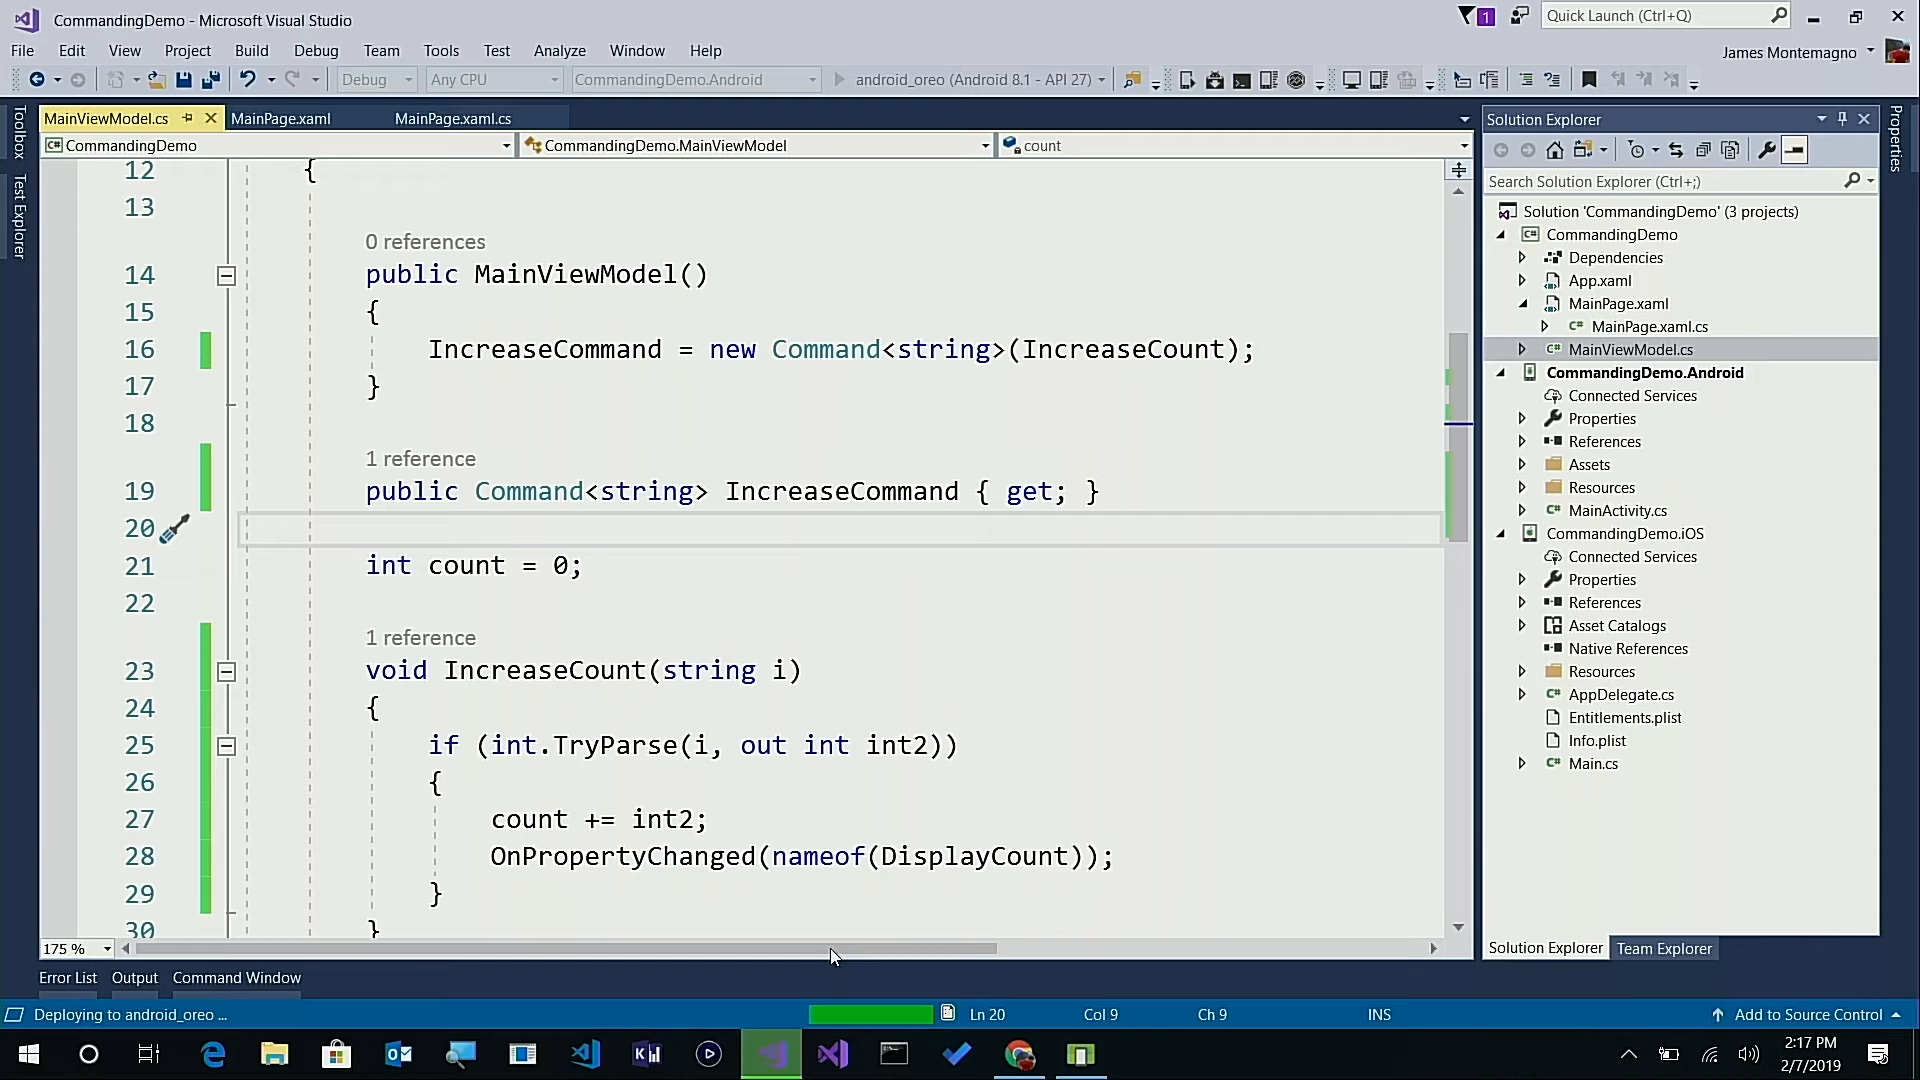 CommandingDemo - Microsoft Visual Studio
1
Quick Launch (Ctrl+Q)
File Edit View Project Build Debug Team Tools Test Analyze Window Help
James Montemagno
Debug Any CPU CommandingDemo.Android android_oreo (Android 8.1 - API 27)
Toolbox
Test Explorer
MainViewModel.cs MainPage.xaml MainPage.xaml.cs
CommandingDemo CommandingDemo.MainViewModel count
12 {
13
0 references
14 public MainViewModel()
15 {
16 IncreaseCommand = new Command<string>(IncreaseCount);
17 }
18
1 reference
19 public Command<string> IncreaseCommand { get; }
20
21 int count = 0;
22
1 reference
23 void IncreaseCount(string i)
24 {
25 if (int.TryParse(i, out int int2))
26 {
27 count += int2;
28 OnPropertyChanged(nameof(DisplayCount));
29 }
30 }
175 %
Error List Output Command Window
Solution Explorer
Search Solution Explorer (Ctrl+;)
Solution 'CommandingDemo' (3 projects)
CommandingDemo
Dependencies
App.xaml
MainPage.xaml
MainPage.xaml.cs
MainViewModel.cs
CommandingDemo.Android
Connected Services
Properties
References
Assets
Resources
MainActivity.cs
CommandingDemo.iOS
Connected Services
Properties
References
Asset Catalogs
Native References
Resources
AppDelegate.cs
Entitlements.plist
Info.plist
Main.cs
Solution Explorer Team Explorer
Properties
Deploying to android_oreo ...
Ln 20 Col 9 Ch 9 INS
Add to Source Control
2:17 PM
2/7/2019